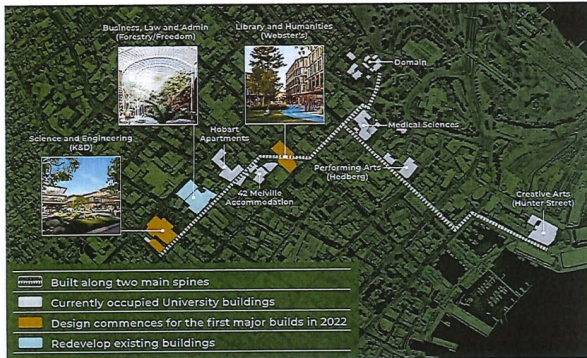 Business, Law and Admin
(Forestry/Freedom)
Library and Humanities
(Webster's)
Domain
Hobart
Apartments
Medical Sciences
Science and Engineering
(K&D)
Performing Arts
(Hedberg)
42 Melville
Accommodation
Creative Arts
(Hunter Street)
Built along two main spines
Currently occupied University buildings
Design commences for the first major builds in 2022
Redevelop existing buildings